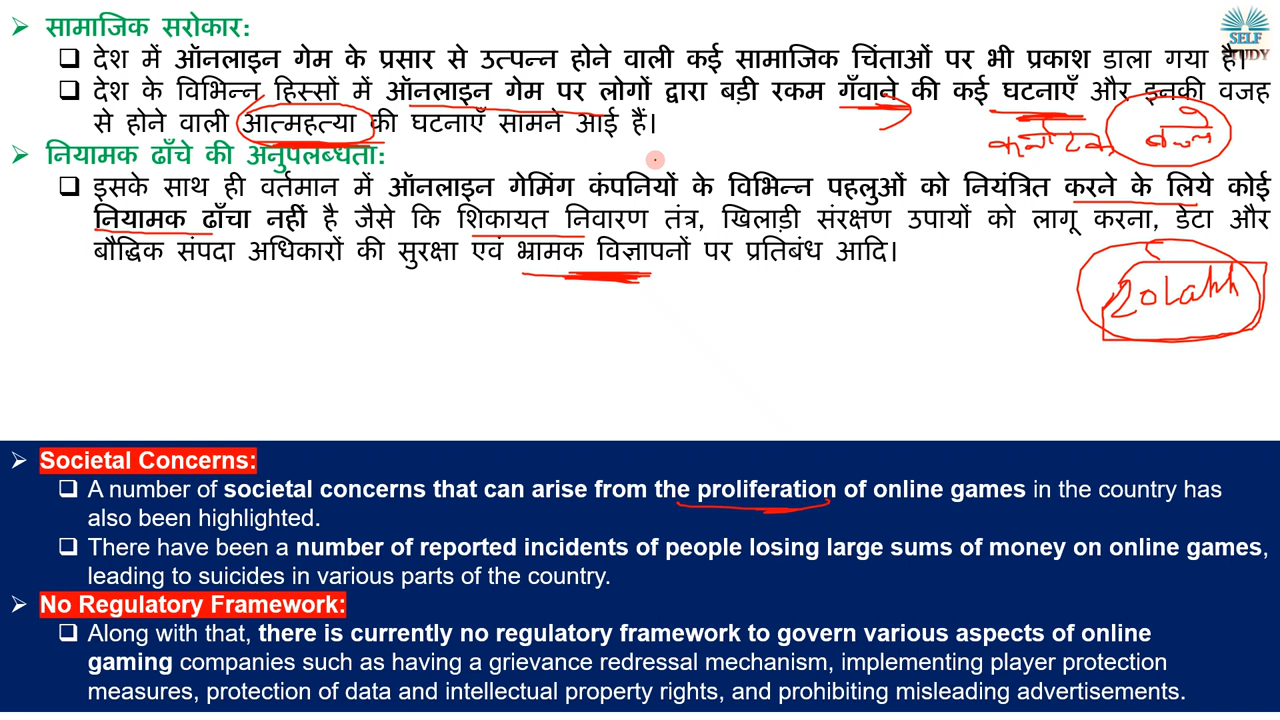 ➢ सामाजिक सरोकार:
SELF
STUDY
❑ देश में ऑनलाइन गेम के प्रसार से उत्पन्न होने वाली कई सामाजिक चिंताओं पर भी प्रकाश डाला गया है।
❑ देश के विभिन्न हिस्सों में ऑनलाइन गेम पर लोगों द्वारा बड़ी रकम गँवाने की कई घटनाएँ और इनकी वजह
से होने वाली आत्महत्या की घटनाएँ सामने आई हैं।
➢ नियामक ढाँचे की अनुपलब्धता:
❑ इसके साथ ही वर्तमान में ऑनलाइन गेमिंग कंपनियों के विभिन्न पहलुओं को नियंत्रित करने के लिये कोई
नियामक ढाँचा नहीं है जैसे कि शिकायत निवारण तंत्र, खिलाड़ी संरक्षण उपायों को लागू करना, डेटा और
बौद्धिक संपदा अधिकारों की सुरक्षा एवं भ्रामक विज्ञापनों पर प्रतिबंध आदि।
20 Lakh
➢ Societal Concerns:
❑ A number of societal concerns that can arise from the proliferation of online games in the country has
also been highlighted.
❑ There have been a number of reported incidents of people losing large sums of money on online games,
leading to suicides in various parts of the country.
➢ No Regulatory Framework:
❑ Along with that, there is currently no regulatory framework to govern various aspects of online
gaming companies such as having a grievance redressal mechanism, implementing player protection
measures, protection of data and intellectual property rights, and prohibiting misleading advertisements.